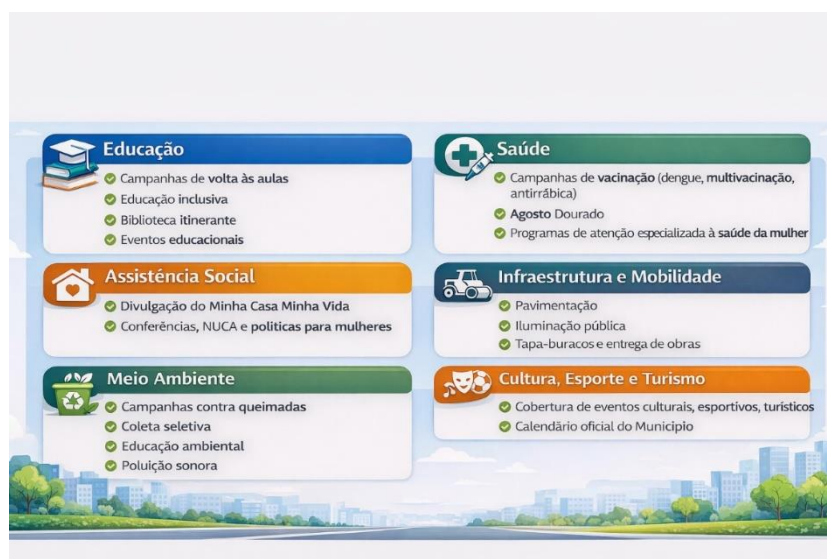 Educação
Campanhas de volta às aulas
Educação inclusiva
Biblioteca itinerante
Eventos educacionais
Saúde
Campanhas de vacinação (dengue, multivacinação,
antirrábica)
Agosto Dourado
Programas de atenção especializada à saúde da mulher
Assisténcia Social
Divulgação do Minha Casa Minha Vida
Conferências, NUCA e politicas para mulheres
Infraestrutura e Mobilidade
Pavimentação
Iluminação pública
Tapa-buracos e entrega de obras
Meio Ambiente
Campanhas contra queimadas
Coleta seletiva
Educação ambiental
Poluição sonora
Cultura, Esporte e Turismo
Cobertura de eventos culturais, esportivos, turísticos
Calendário oficial do Municipio